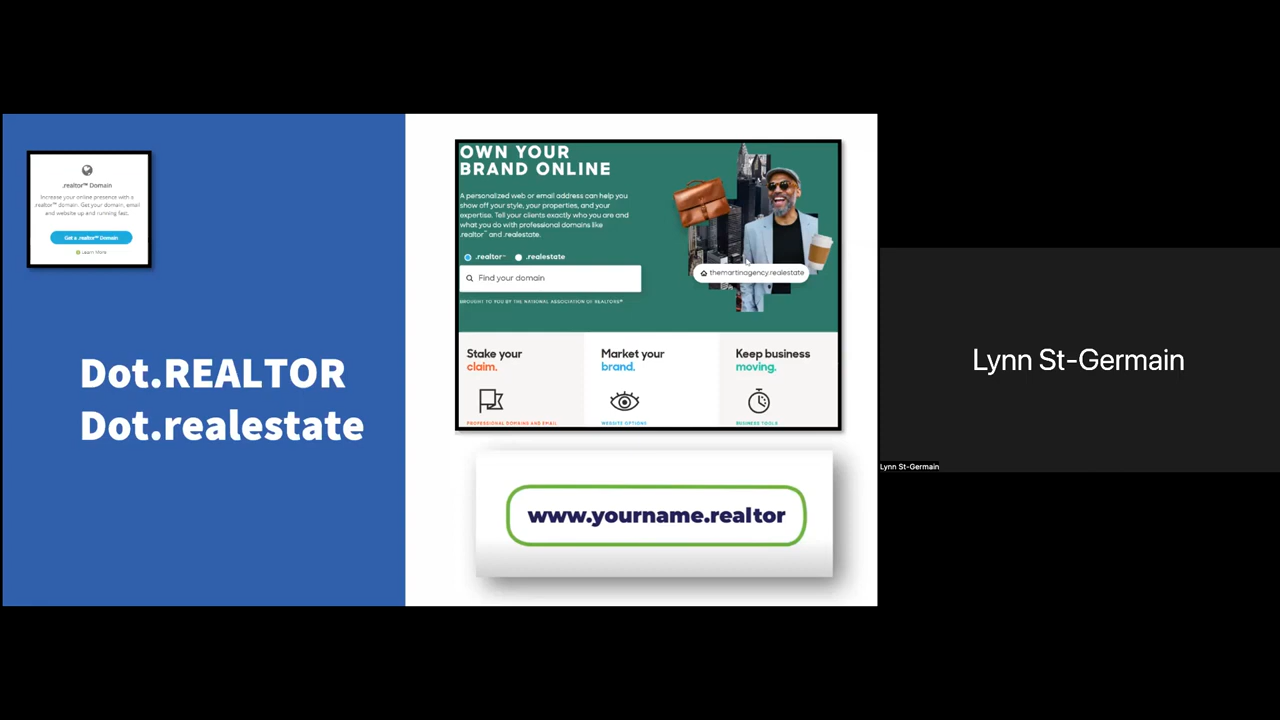 .realtor™ Domain
Increase your online presence with a
.realtor™ domain. Get your domain, email
and website up and running fast.
Get a .realtor™ Domain
Learn More
Dot.REALTOR
Dot.realestate
OWN YOUR
BRAND ONLINE
A personalized web or email address can help you
show off your style, your properties, and your
expertise. Tell your clients exactly who you are and
what you do with professional domains like
.realtor™ and .realestate.
.realtor™ .realestate
Find your domain
BROUGHT TO YOU BY THE NATIONAL ASSOCIATION OF REALTORS®
themartinagency.realestate
Stake your
claim.
PROFESSIONAL DOMAINS AND EMAIL
Market your
brand.
WEBSITE OPTIONS
Keep business
moving.
BUSINESS TOOLS
www.yourname.realtor
Lynn St-Germain
Lynn St-Germain